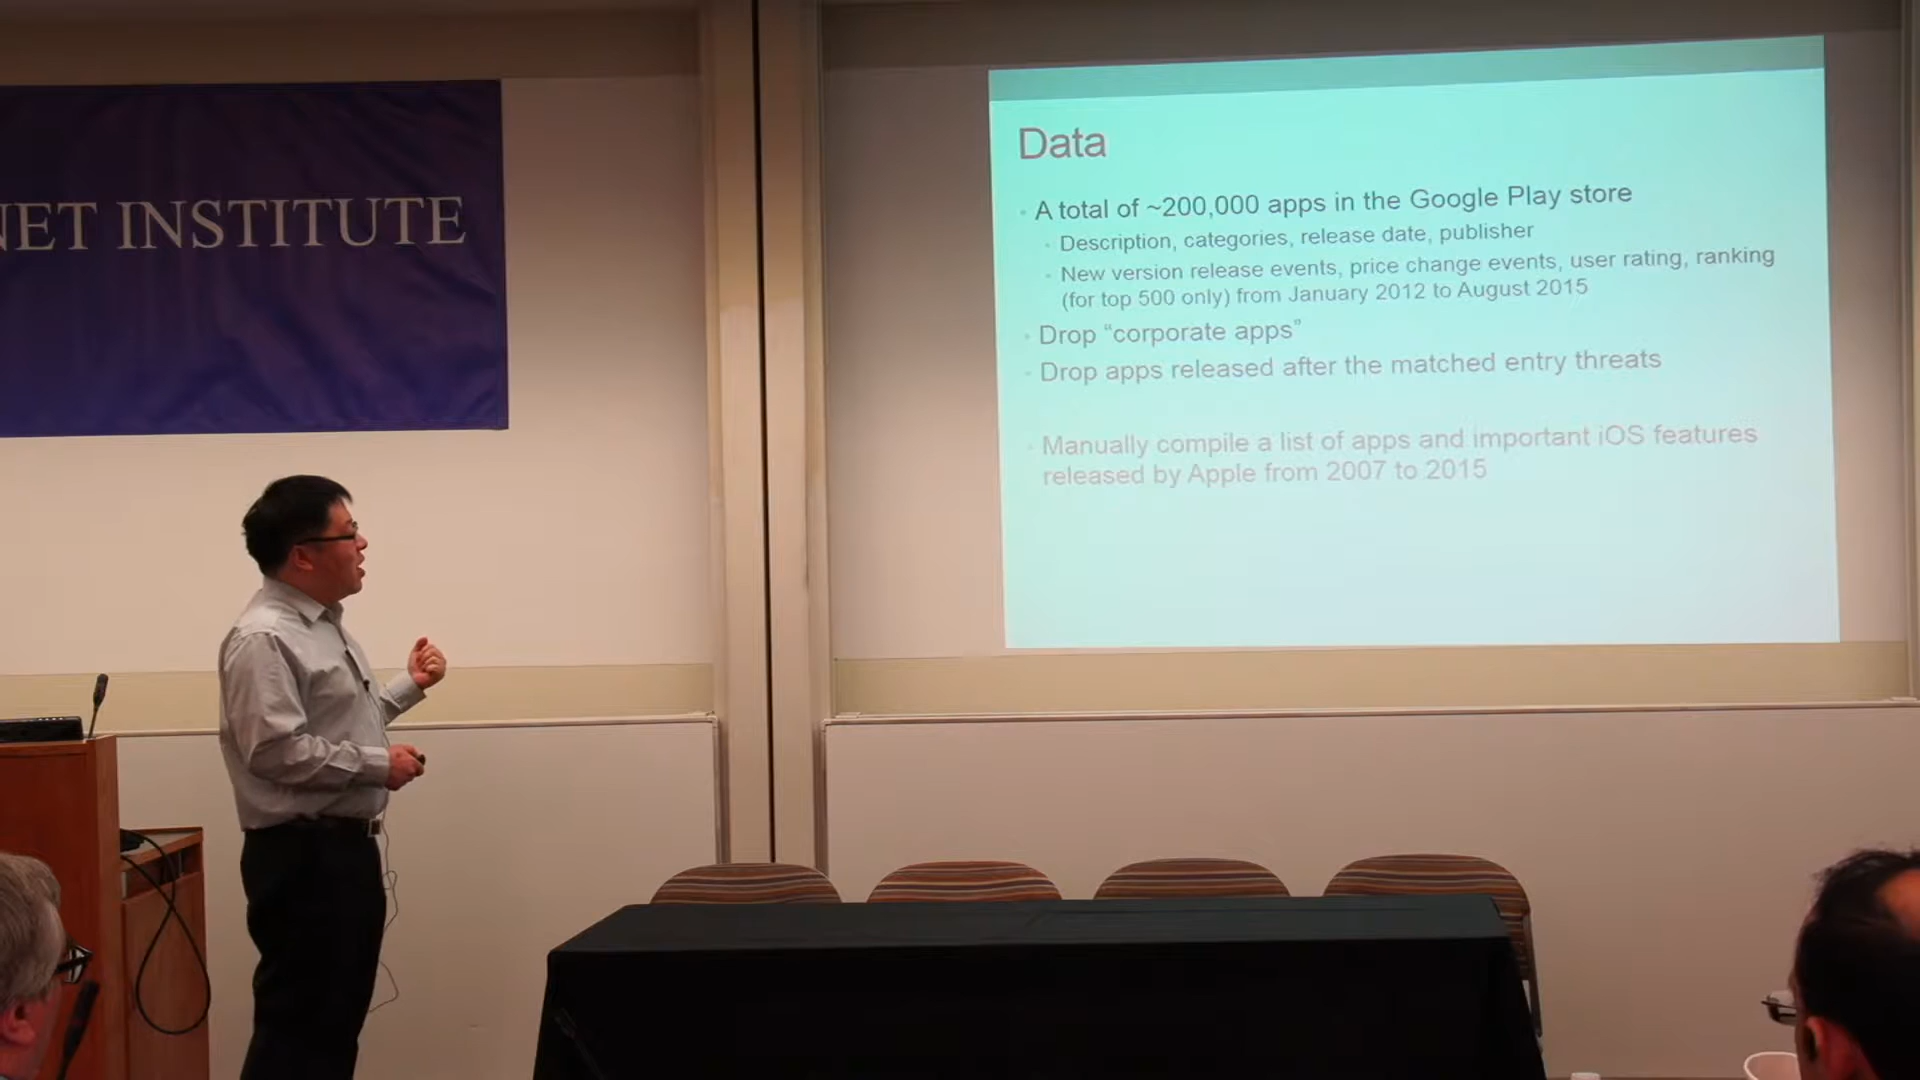 NET INSTITUTE
Data
A total of ~200,000 apps in the Google Play store
Description, categories, release date, publisher
New version release events, price change events, user rating, ranking
(for top 500 only) from January 2012 to August 2015
Drop “corporate apps”
Drop apps released after the matched entry threats
Manually compile a list of apps and important iOS features
released by Apple from 2007 to 2015